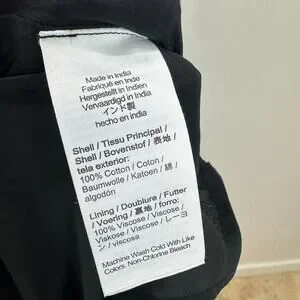 Made in India
Fabriqué en Inde
Hergestellt in Indien
Vervaardigd in India
インド製
hecho en india
Shell / Tissu Principal /
Shell / Bovenstof / 表地 /
tela exterior:
100% Cotton / Coton /
Baumwolle / Katoen / 綿 /
algodón
Lining / Doublure / Futter
/ Voering / 裏地 / forro:
100% Viscose / Viscose /
Viskose / Viscose / レーヨ
ン / viscosa
Machine Wash Cold With Like
Colors. Non-Chlorine Bleach